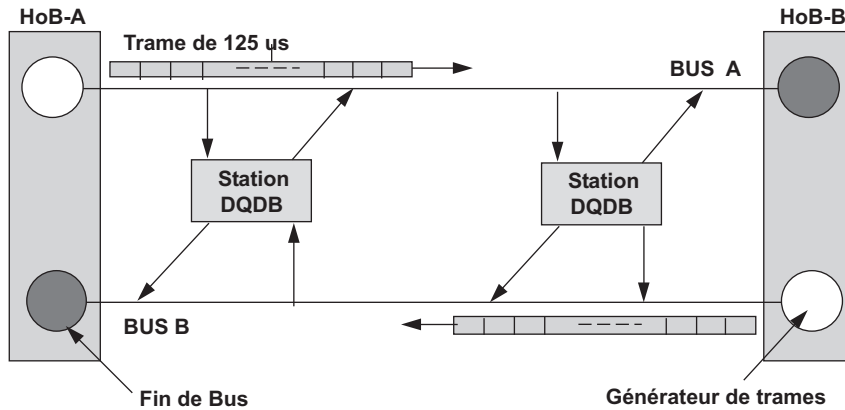 HoB-A
HoB-B
Trame de 125 us
BUS A
Station
DQDB
Station
DQDB
BUS B
Fin de Bus
Générateur de trames